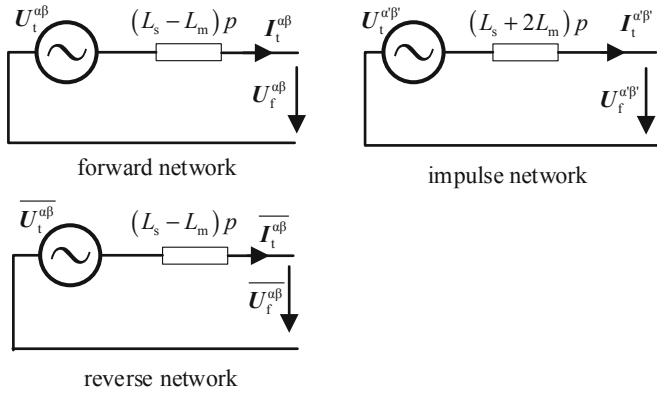 U_t^αβ (L_s − L_m) p I_t^αβ
U_f^αβ
forward network
U_t^α'β' (L_s + 2L_m) p I_t^α'β'
U_f^α'β'
impulse network
\overline{U_t^αβ} (L_s − L_m) p \overline{I_t^αβ}
\overline{U_f^αβ}
reverse network